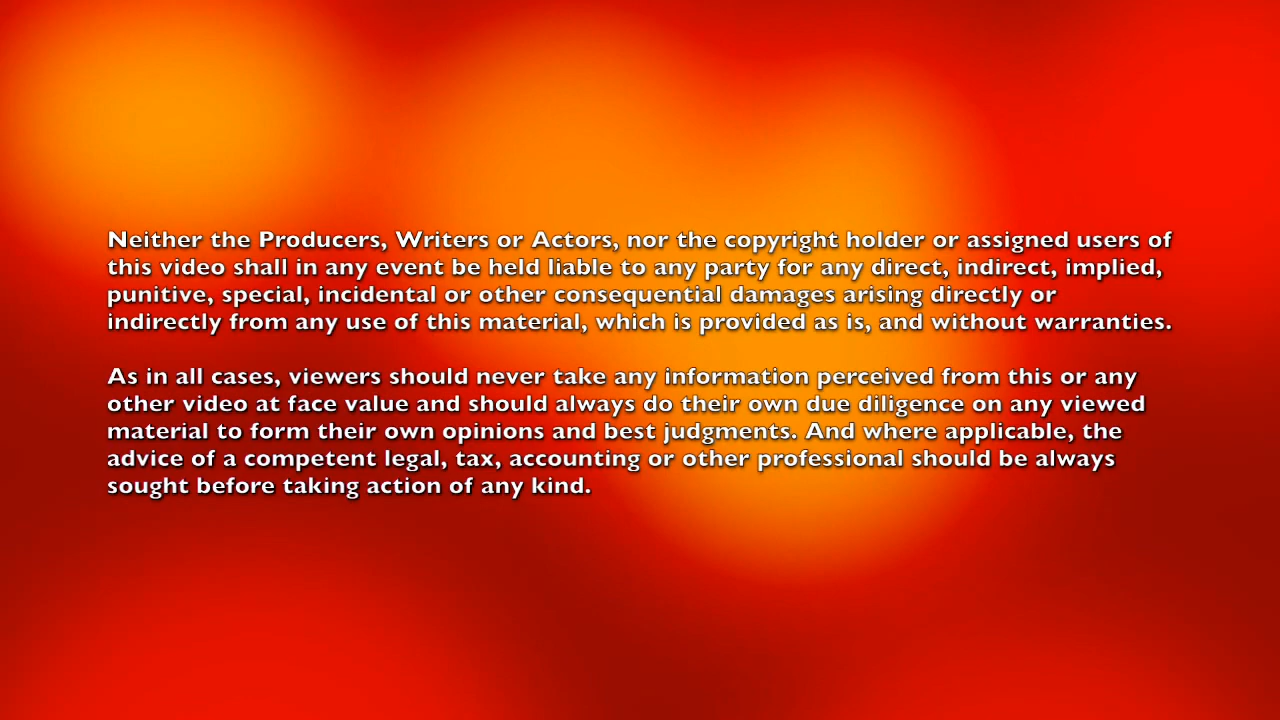 Neither the Producers, Writers or Actors, nor the copyright holder or assigned users of
this video shall in any event be held liable to any party for any direct, indirect, implied,
punitive, special, incidental or other consequential damages arising directly or
indirectly from any use of this material, which is provided as is, and without warranties.
As in all cases, viewers should never take any information perceived from this or any
other video at face value and should always do their own due diligence on any viewed
material to form their own opinions and best judgments. And where applicable, the
advice of a competent legal, tax, accounting or other professional should be always
sought before taking action of any kind.